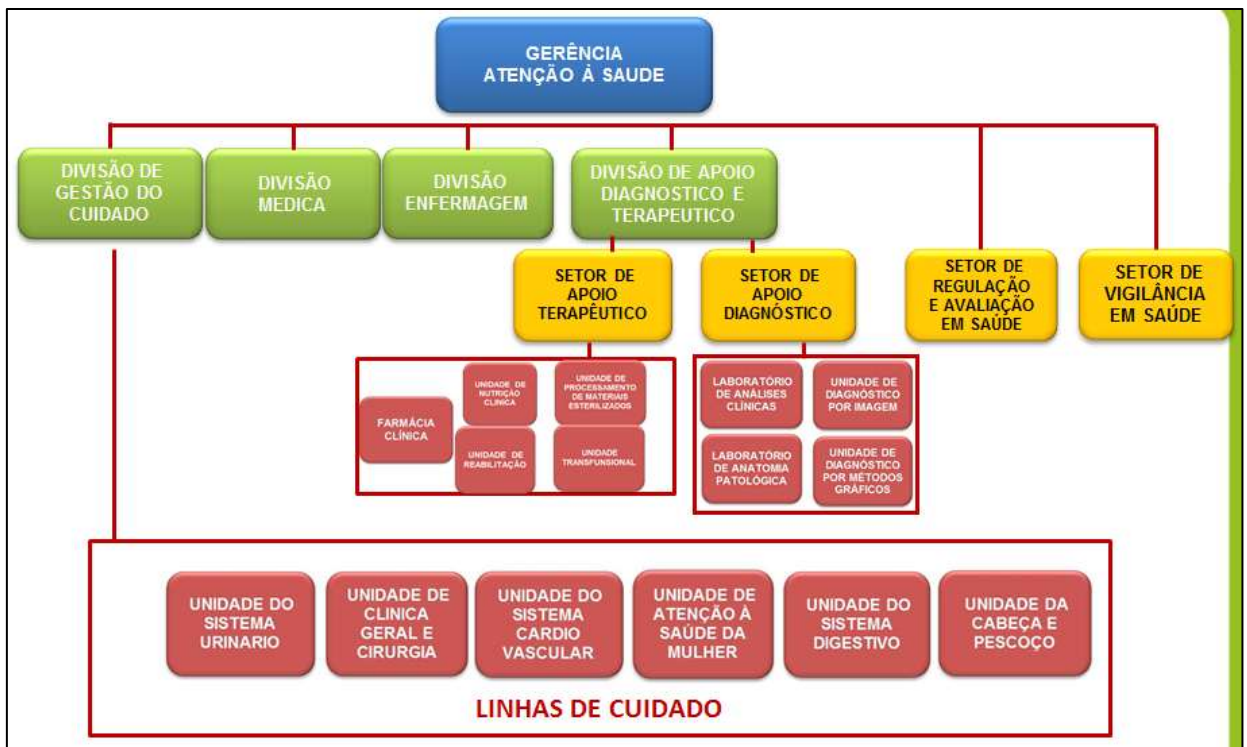 GERÊNCIA
ATENÇÃO À SAUDE
DIVISÃO DE
GESTÃO DO
CUIDADO
DIVISÃO
MEDICA
DIVISÃO
ENFERMAGEM
DIVISÃO DE APOIO
DIAGNOSTICO E
TERAPEUTICO
SETOR DE
APOIO
TERAPÊUTICO
SETOR DE
APOIO
DIAGNÓSTICO
SETOR DE
REGULAÇÃO
E AVALIAÇÃO
EM SAÚDE
SETOR DE
VIGILÂNCIA
EM SAÚDE
FARMÁCIA
CLÍNICA
UNIDADE DE
NUTRIÇÃO
CLINICA
UNIDADE DE
PROCESSAMENTO
DE MATERIAIS
ESTERILIZADOS
UNIDADE DE
REABILITAÇÃO
UNIDADE
TRANSFUNSIONAL
LABORATÓRIO
DE ANÁLISES
CLÍNICAS
UNIDADE DE
DIAGNÓSTICO
POR IMAGEM
LABORATÓRIO
DE ANATOMIA
PATOLÓGICA
UNIDADE DE
DIAGNÓSTICO
POR MÉTODOS
GRÁFICOS
UNIDADE DO
SISTEMA
URINARIO
UNIDADE DE
CLINICA
GERAL E
CIRURGIA
UNIDADE DO
SISTEMA
CARDIO
VASCULAR
UNIDADE DE
ATENÇÃO À
SAÚDE DA
MULHER
UNIDADE DO
SISTEMA
DIGESTIVO
UNIDADE DA
CABEÇA E
PESCOÇO
LINHAS DE CUIDADO